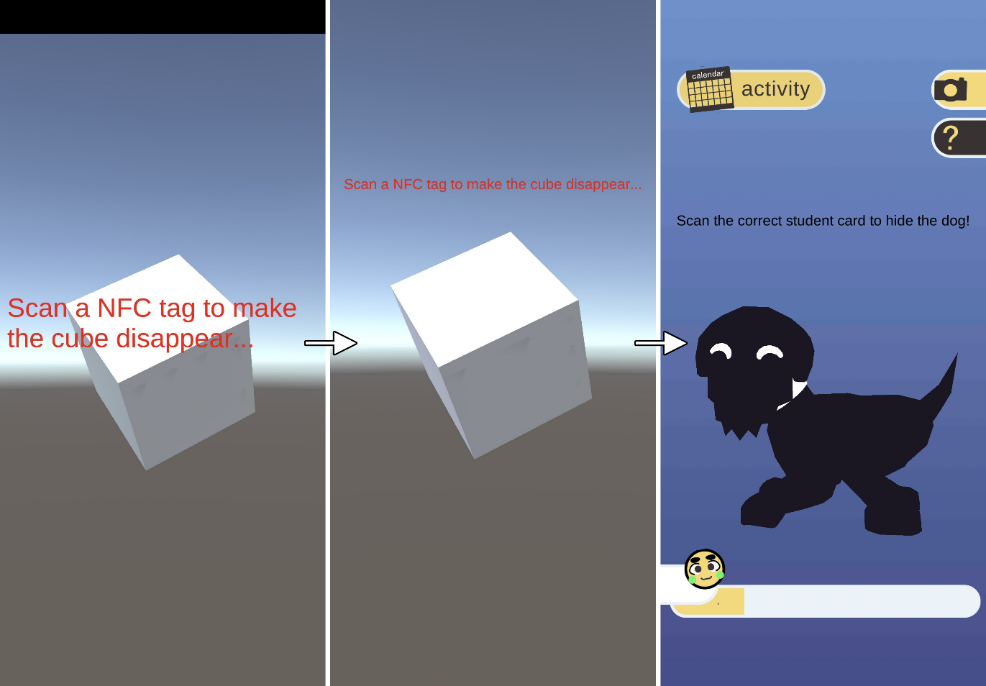 Scan a NFC tag to make
the cube disappear...
Scan a NFC tag to make the cube disappear...
calendar
activity
?
Scan the correct student card to hide the dog!